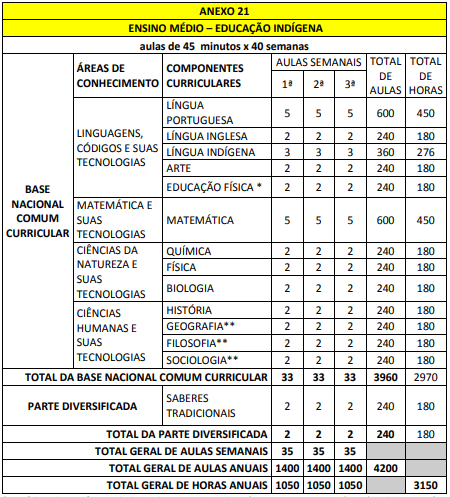 ANEXO 21
ENSINO MÉDIO – EDUCAÇÃO INDÍGENA
aulas de 45 minutos x 40 semanas
ÁREAS DE CONHECIMENTO COMPONENTES CURRICULARES AULAS SEMANAIS TOTAL DE AULAS TOTAL DE HORAS
1ª 2ª 3ª
BASE NACIONAL COMUM CURRICULAR
LINGUAGENS, CÓDIGOS E SUAS TECNOLOGIAS
LÍNGUA PORTUGUESA 5 5 5 600 450
LÍNGUA INGLESA 2 2 2 240 180
LÍNGUA INDÍGENA 3 3 3 360 276
ARTE 2 2 2 240 180
EDUCAÇÃO FÍSICA * 2 2 2 240 180
MATEMÁTICA E SUAS TECNOLOGIAS
MATEMÁTICA 5 5 5 600 450
CIÊNCIAS DA NATUREZA E SUAS TECNOLOGIAS
QUÍMICA 2 2 2 240 180
FÍSICA 2 2 2 240 180
BIOLOGIA 2 2 2 240 180
CIÊNCIAS HUMANAS E SUAS TECNOLOGIAS
HISTÓRIA 2 2 2 240 180
GEOGRAFIA** 2 2 2 240 180
FILOSOFIA** 2 2 2 240 180
SOCIOLOGIA** 2 2 2 240 180
TOTAL DA BASE NACIONAL COMUM CURRICULAR 33 33 33 3960 2970
PARTE DIVERSIFICADA SABERES TRADICIONAIS 2 2 2 240 180
TOTAL DA PARTE DIVERSIFICADA 2 2 2 240 180
TOTAL GERAL DE AULAS SEMANAIS 35 35 35
TOTAL GERAL DE AULAS ANUAIS 1400 1400 1400 4200
TOTAL GERAL DE HORAS ANUAIS 1050 1050 1050 3150